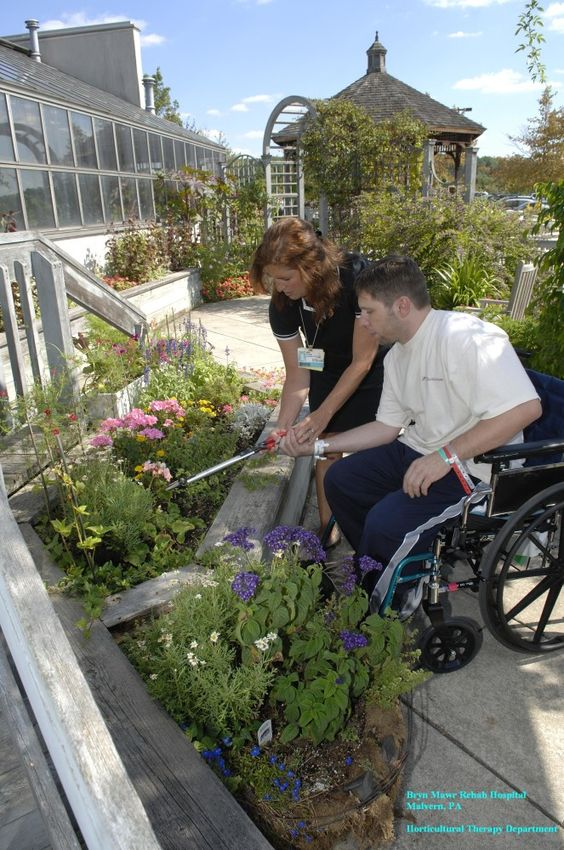 Bryn Mawr Rehab Hospital
Malvern, PA
Horticultural Therapy Department